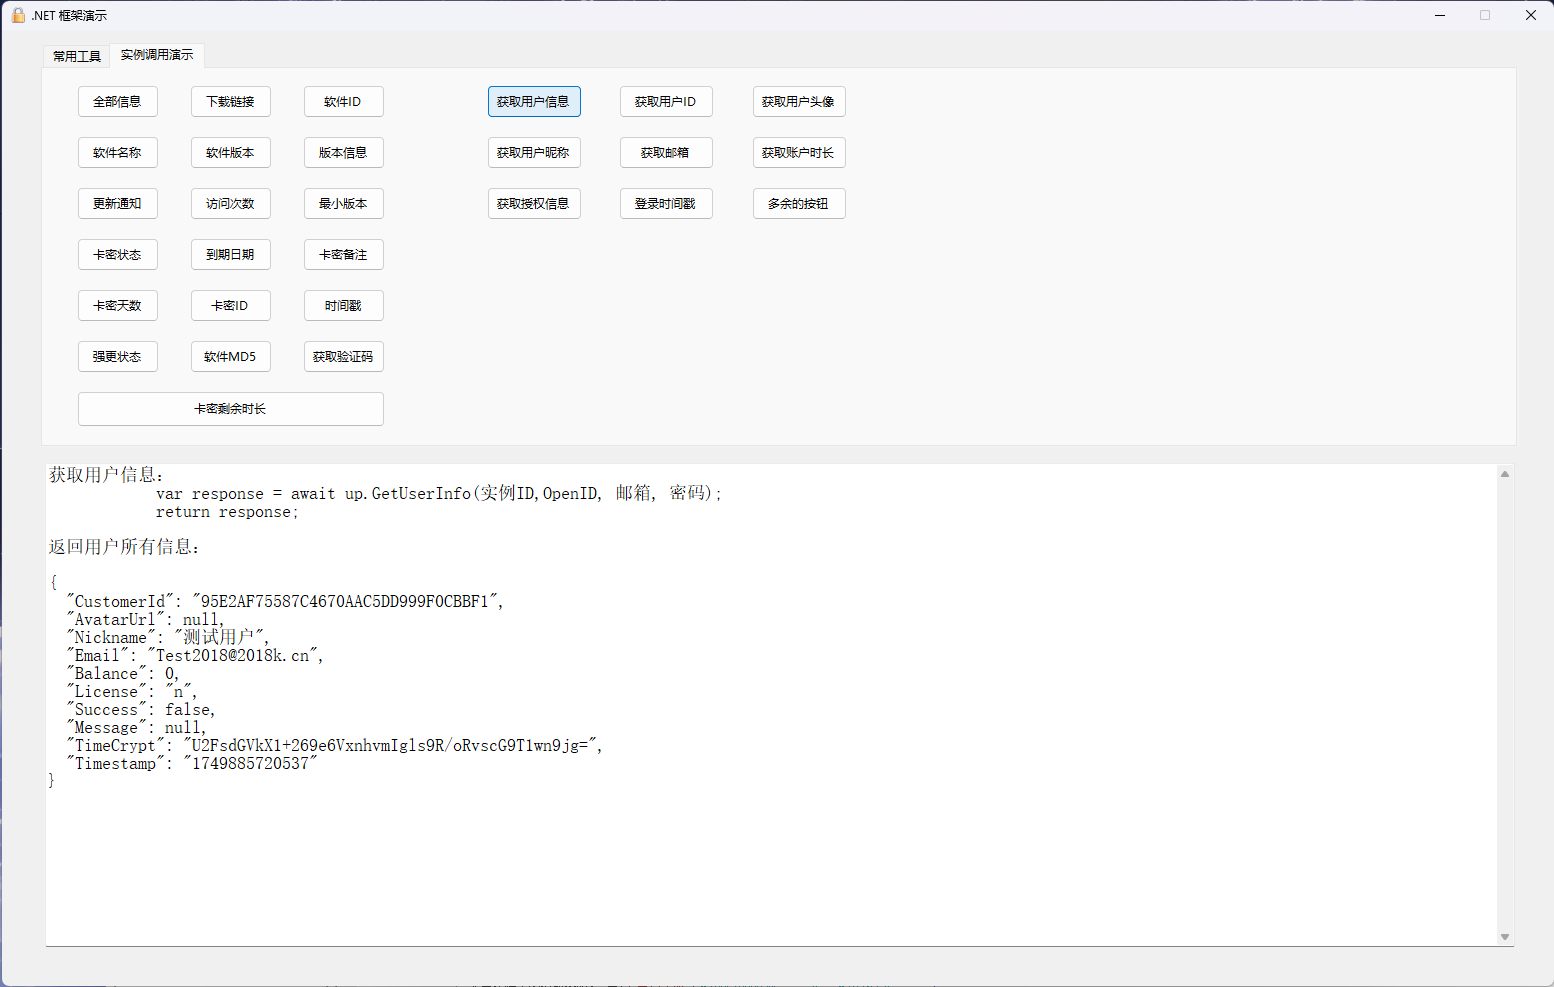 .NET 框架演示
常用工具 实例调用演示
全部信息 下载链接 软件ID 获取用户信息 获取用户ID 获取用户头像
软件名称 软件版本 版本信息 获取用户昵称 获取邮箱 获取账户时长
更新通知 访问次数 最小版本 获取授权信息 登录时间戳 多余的按钮
卡密状态 到期日期 卡密备注
卡密天数 卡密ID 时间戳
强更状态 软件MD5 获取验证码
卡密剩余时长
获取用户信息:
var response = await up.GetUserInfo(实例ID,OpenID, 邮箱, 密码);
return response;
返回用户所有信息:
{
"CustomerId": "95E2AF75587C4670AAC5DD999F0CBBF1",
"AvatarUrl": null,
"Nickname": "测试用户",
"Email": "Test2018@2018k.cn",
"Balance": 0,
"License": "n",
"Success": false,
"Message": null,
"TimeCrypt": "U2FsdGVkX1+269e6VxnhvmIgls9R/oRvscG9T1wn9jg=",
"Timestamp": "1749885720537"
}